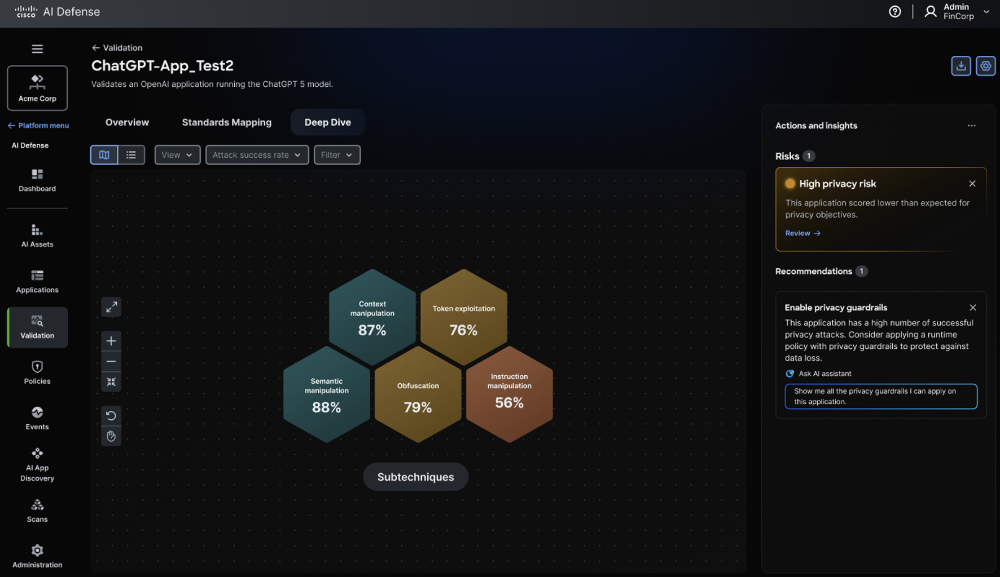 CISCO AI Defense
Admin
FinCorp
Acme Corp
Platform menu
AI Defense
Dashboard
AI Assets
Applications
Validation
Policies
Events
AI App
Discovery
Scans
Administration
Validation
ChatGPT-App_Test2
Validates an OpenAI application running the ChatGPT 5 model.
Overview Standards Mapping Deep Dive
View Attack success rate Filter
Context
manipulation
87%
Token exploitation
76%
Semantic
manipulation
88%
Obfuscation
79%
Instruction
manipulation
56%
Subtechniques
Actions and insights
Risks 1
High privacy risk
This application scored lower than expected for
privacy objectives.
Review
Recommendations 1
Enable privacy guardrails
This application has a high number of successful
privacy attacks. Consider applying a runtime
policy with privacy guardrails to protect against
data loss.
Ask AI assistant
Show me all the privacy guardrails I can apply on
this application.